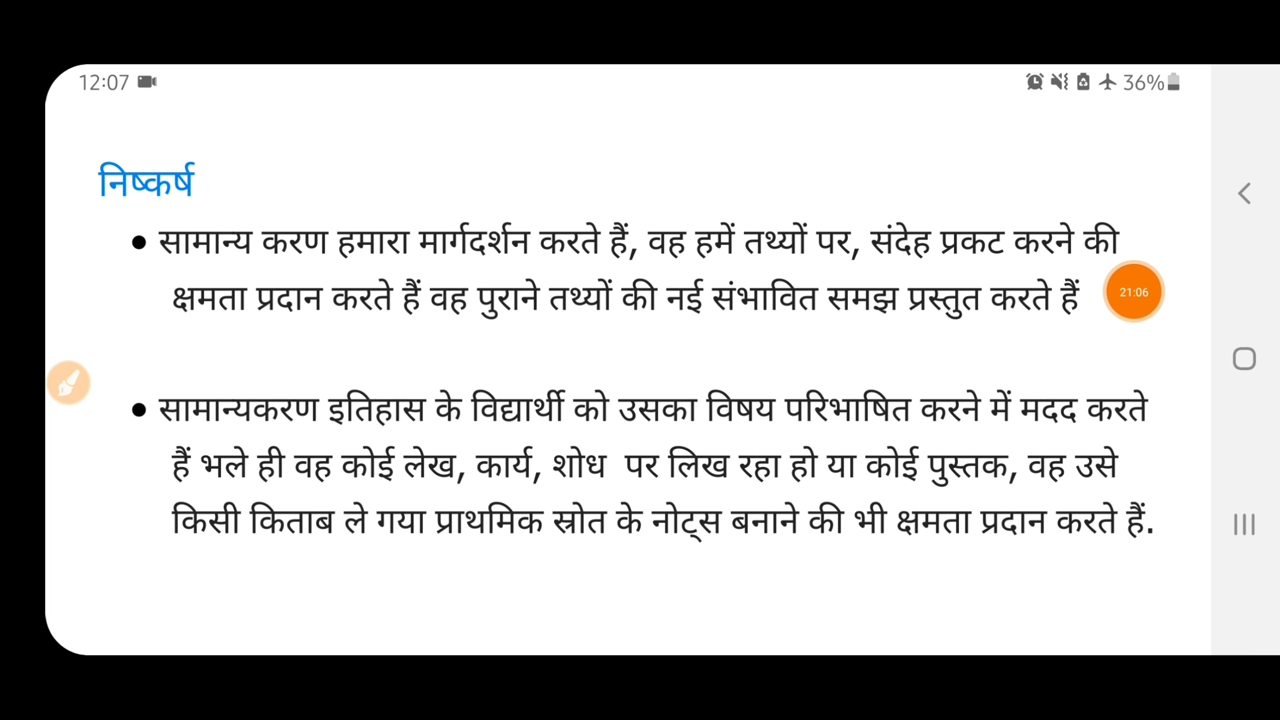 12:07
36%
निष्कर्ष
● सामान्य करण हमारा मार्गदर्शन करते हैं, वह हमें तथ्यों पर, संदेह प्रकट करने की
क्षमता प्रदान करते हैं वह पुराने तथ्यों की नई संभावित समझ प्रस्तुत करते हैं
21:06
● सामान्यकरण इतिहास के विद्यार्थी को उसका विषय परिभाषित करने में मदद करते
हैं भले ही वह कोई लेख, कार्य, शोध पर लिख रहा हो या कोई पुस्तक, वह उसे
किसी किताब ले गया प्राथमिक स्रोत के नोट्स बनाने की भी क्षमता प्रदान करते हैं.